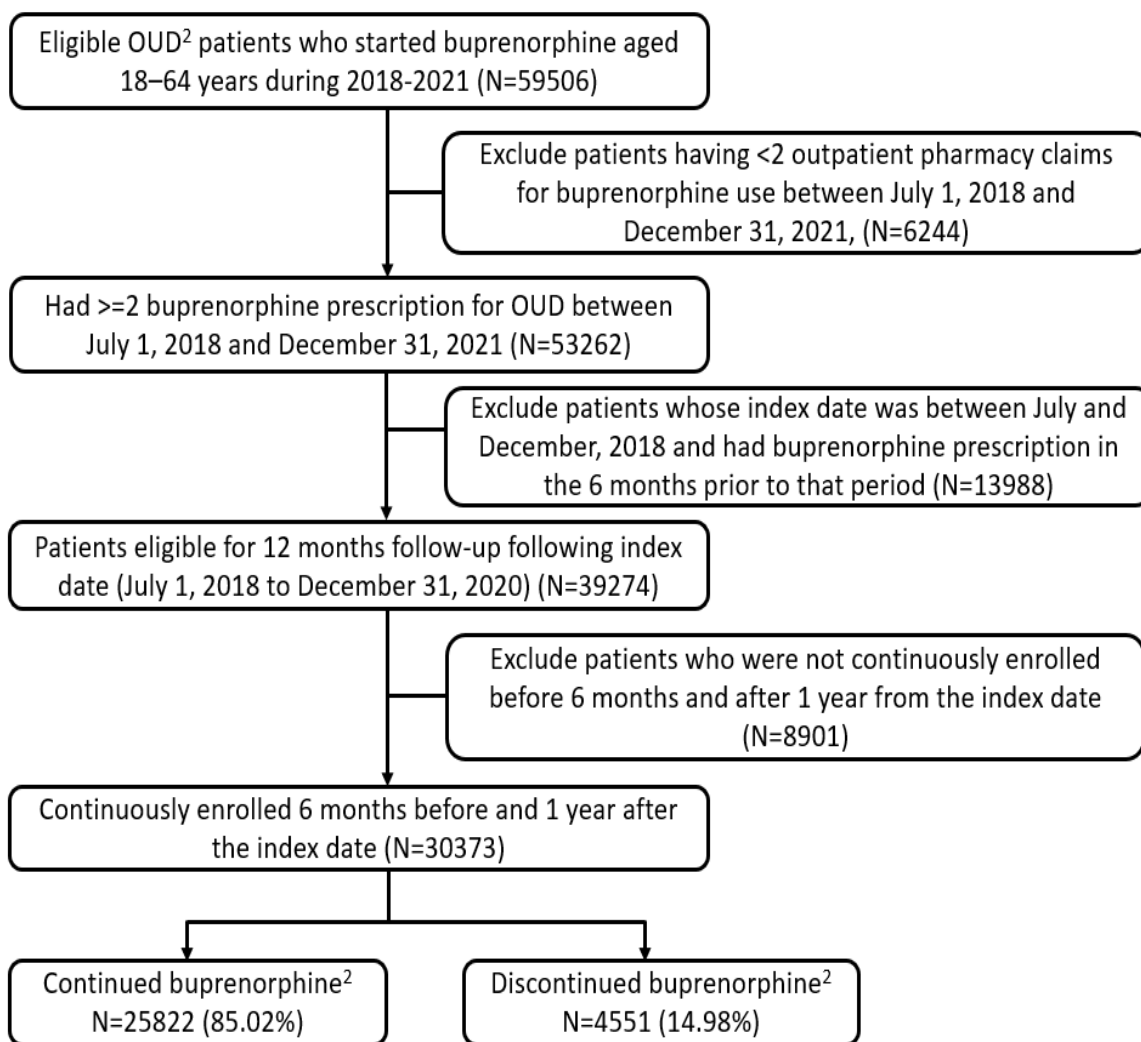 Eligible OUD² patients who started buprenorphine aged
18–64 years during 2018-2021 (N=59506)
Exclude patients having <2 outpatient pharmacy claims
for buprenorphine use between July 1, 2018 and
December 31, 2021, (N=6244)
Had >=2 buprenorphine prescription for OUD between
July 1, 2018 and December 31, 2021 (N=53262)
Exclude patients whose index date was between July and
December, 2018 and had buprenorphine prescription in
the 6 months prior to that period (N=13988)
Patients eligible for 12 months follow-up following index
date (July 1, 2018 to December 31, 2020) (N=39274)
Exclude patients who were not continuously enrolled
before 6 months and after 1 year from the index date
(N=8901)
Continuously enrolled 6 months before and 1 year after
the index date (N=30373)
Continued buprenorphine²
N=25822 (85.02%)
Discontinued buprenorphine²
N=4551 (14.98%)